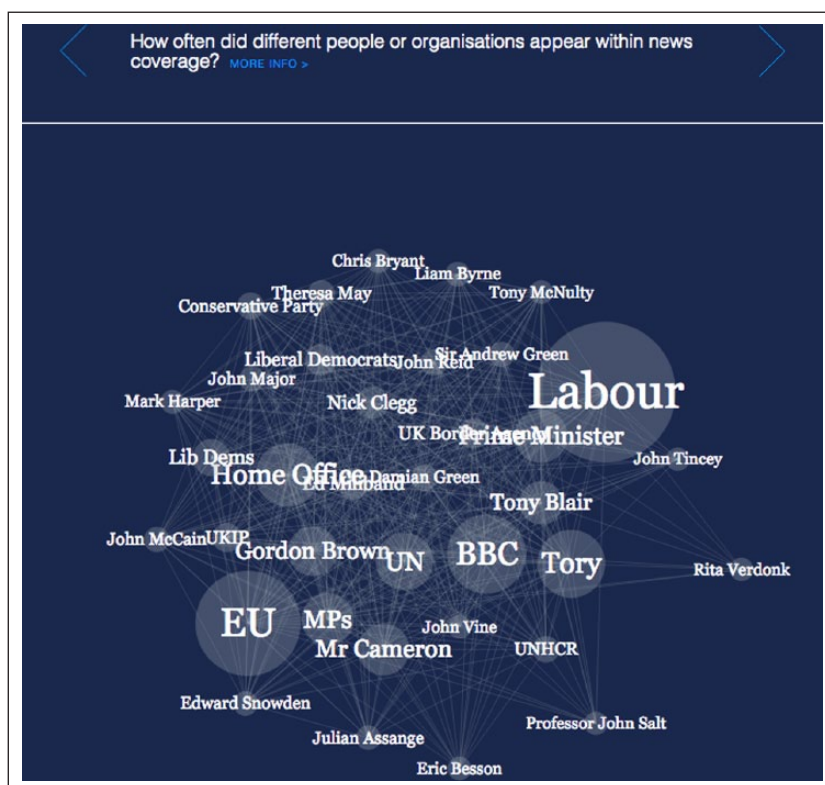 How often did different people or organisations appear within news
coverage? MORE INFO >
Chris Bryant
Liam Byrne
Theresa May
Tony McNulty
Conservative Party
Sir Andrew Green
Liberal Democrats
John Reid
John Major
Labour
Mark Harper
Nick Clegg
UK Border Agency
Prime Minister
Lib Dems
John Tincey
Home Office
Damian Green
Ed Miliband
Tony Blair
John McCain
UKIP
Gordon Brown
BBC
UN
Tory
Rita Verdonk
EU
MPs
John Vine
Mr Cameron
UNHCR
Edward Snowden
Professor John Salt
Julian Assange
Eric Besson